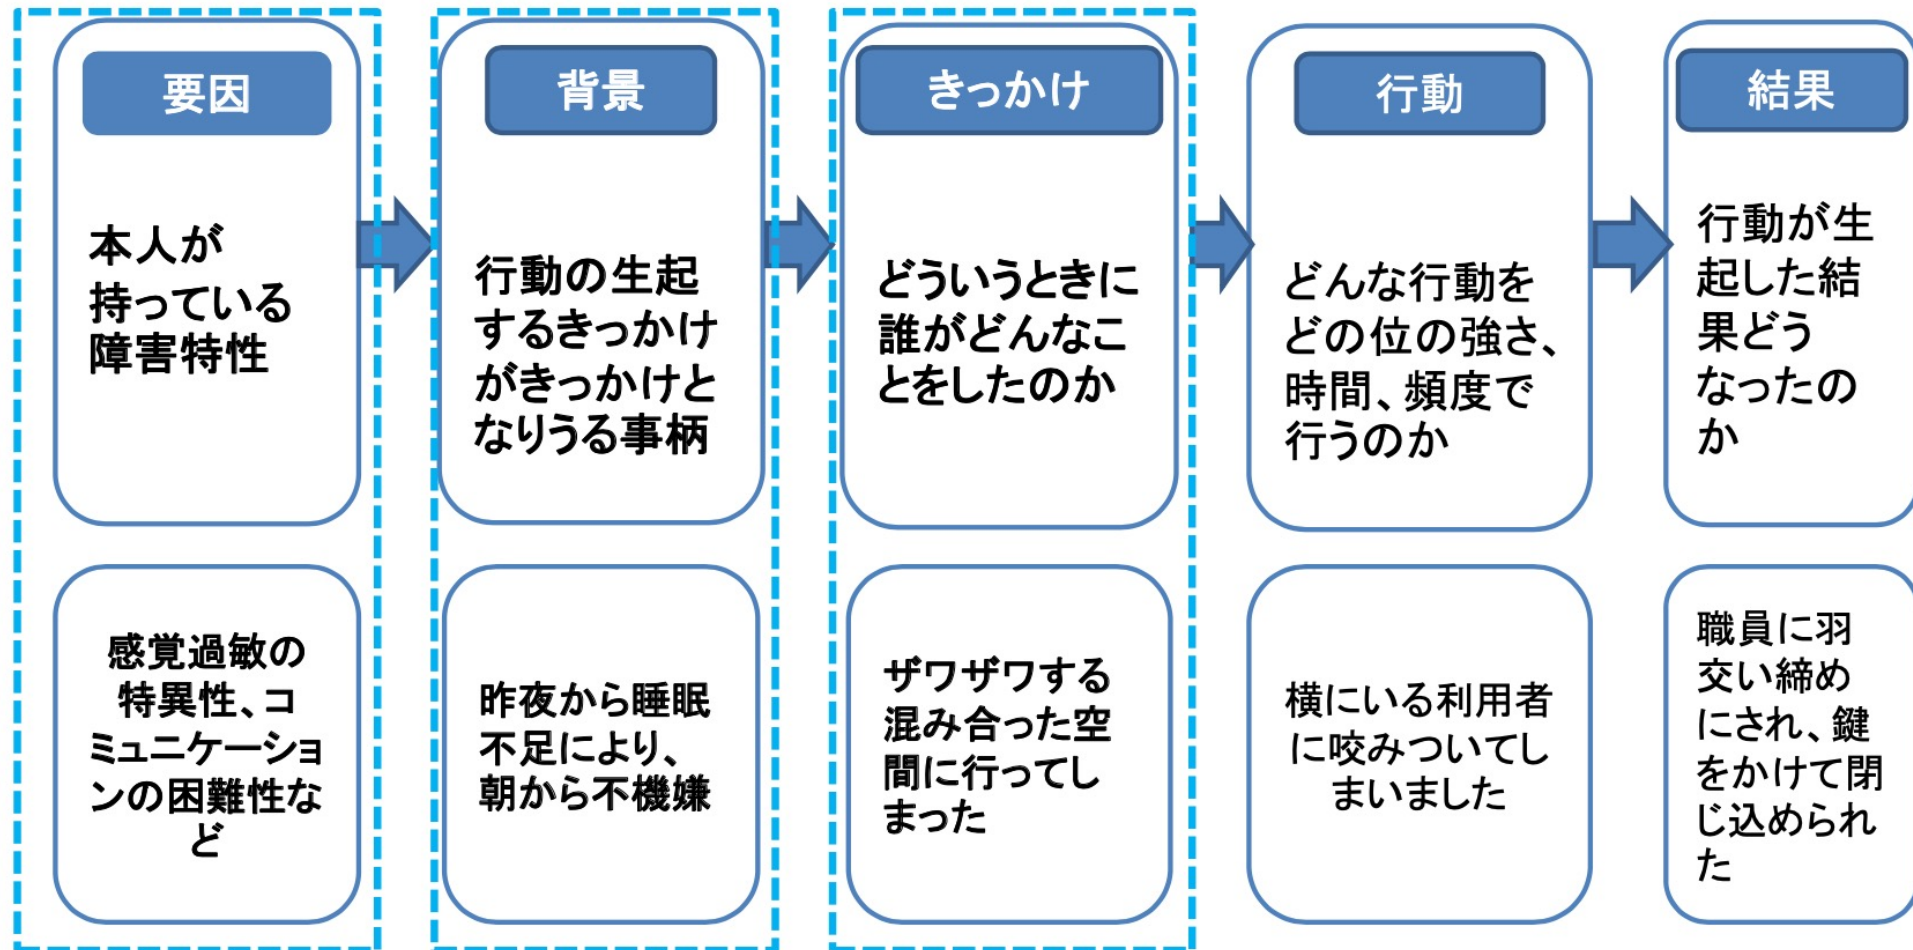 要因
本人が
持っている
障害特性
感覚過敏の
特異性、コ
ミュニケーショ
ンの困難性な
ど
背景
行動の生起
するきっかけ
がきっかけと
なりうる事柄
昨夜から睡眠
不足により、
朝から不機嫌
きっかけ
どういうときに
誰がどんなこ
とをしたのか
ザワザワする
混み合った空
間に行ってし
まった
行動
どんな行動を
どの位の強さ、
時間、頻度で
行うのか
横にいる利用者
に咬みついてし
まいました
結果
行動が生
起した結
果どう
なったの
か
職員に羽
交い締め
にされ、鍵
をかけて閉
じ込められ
た